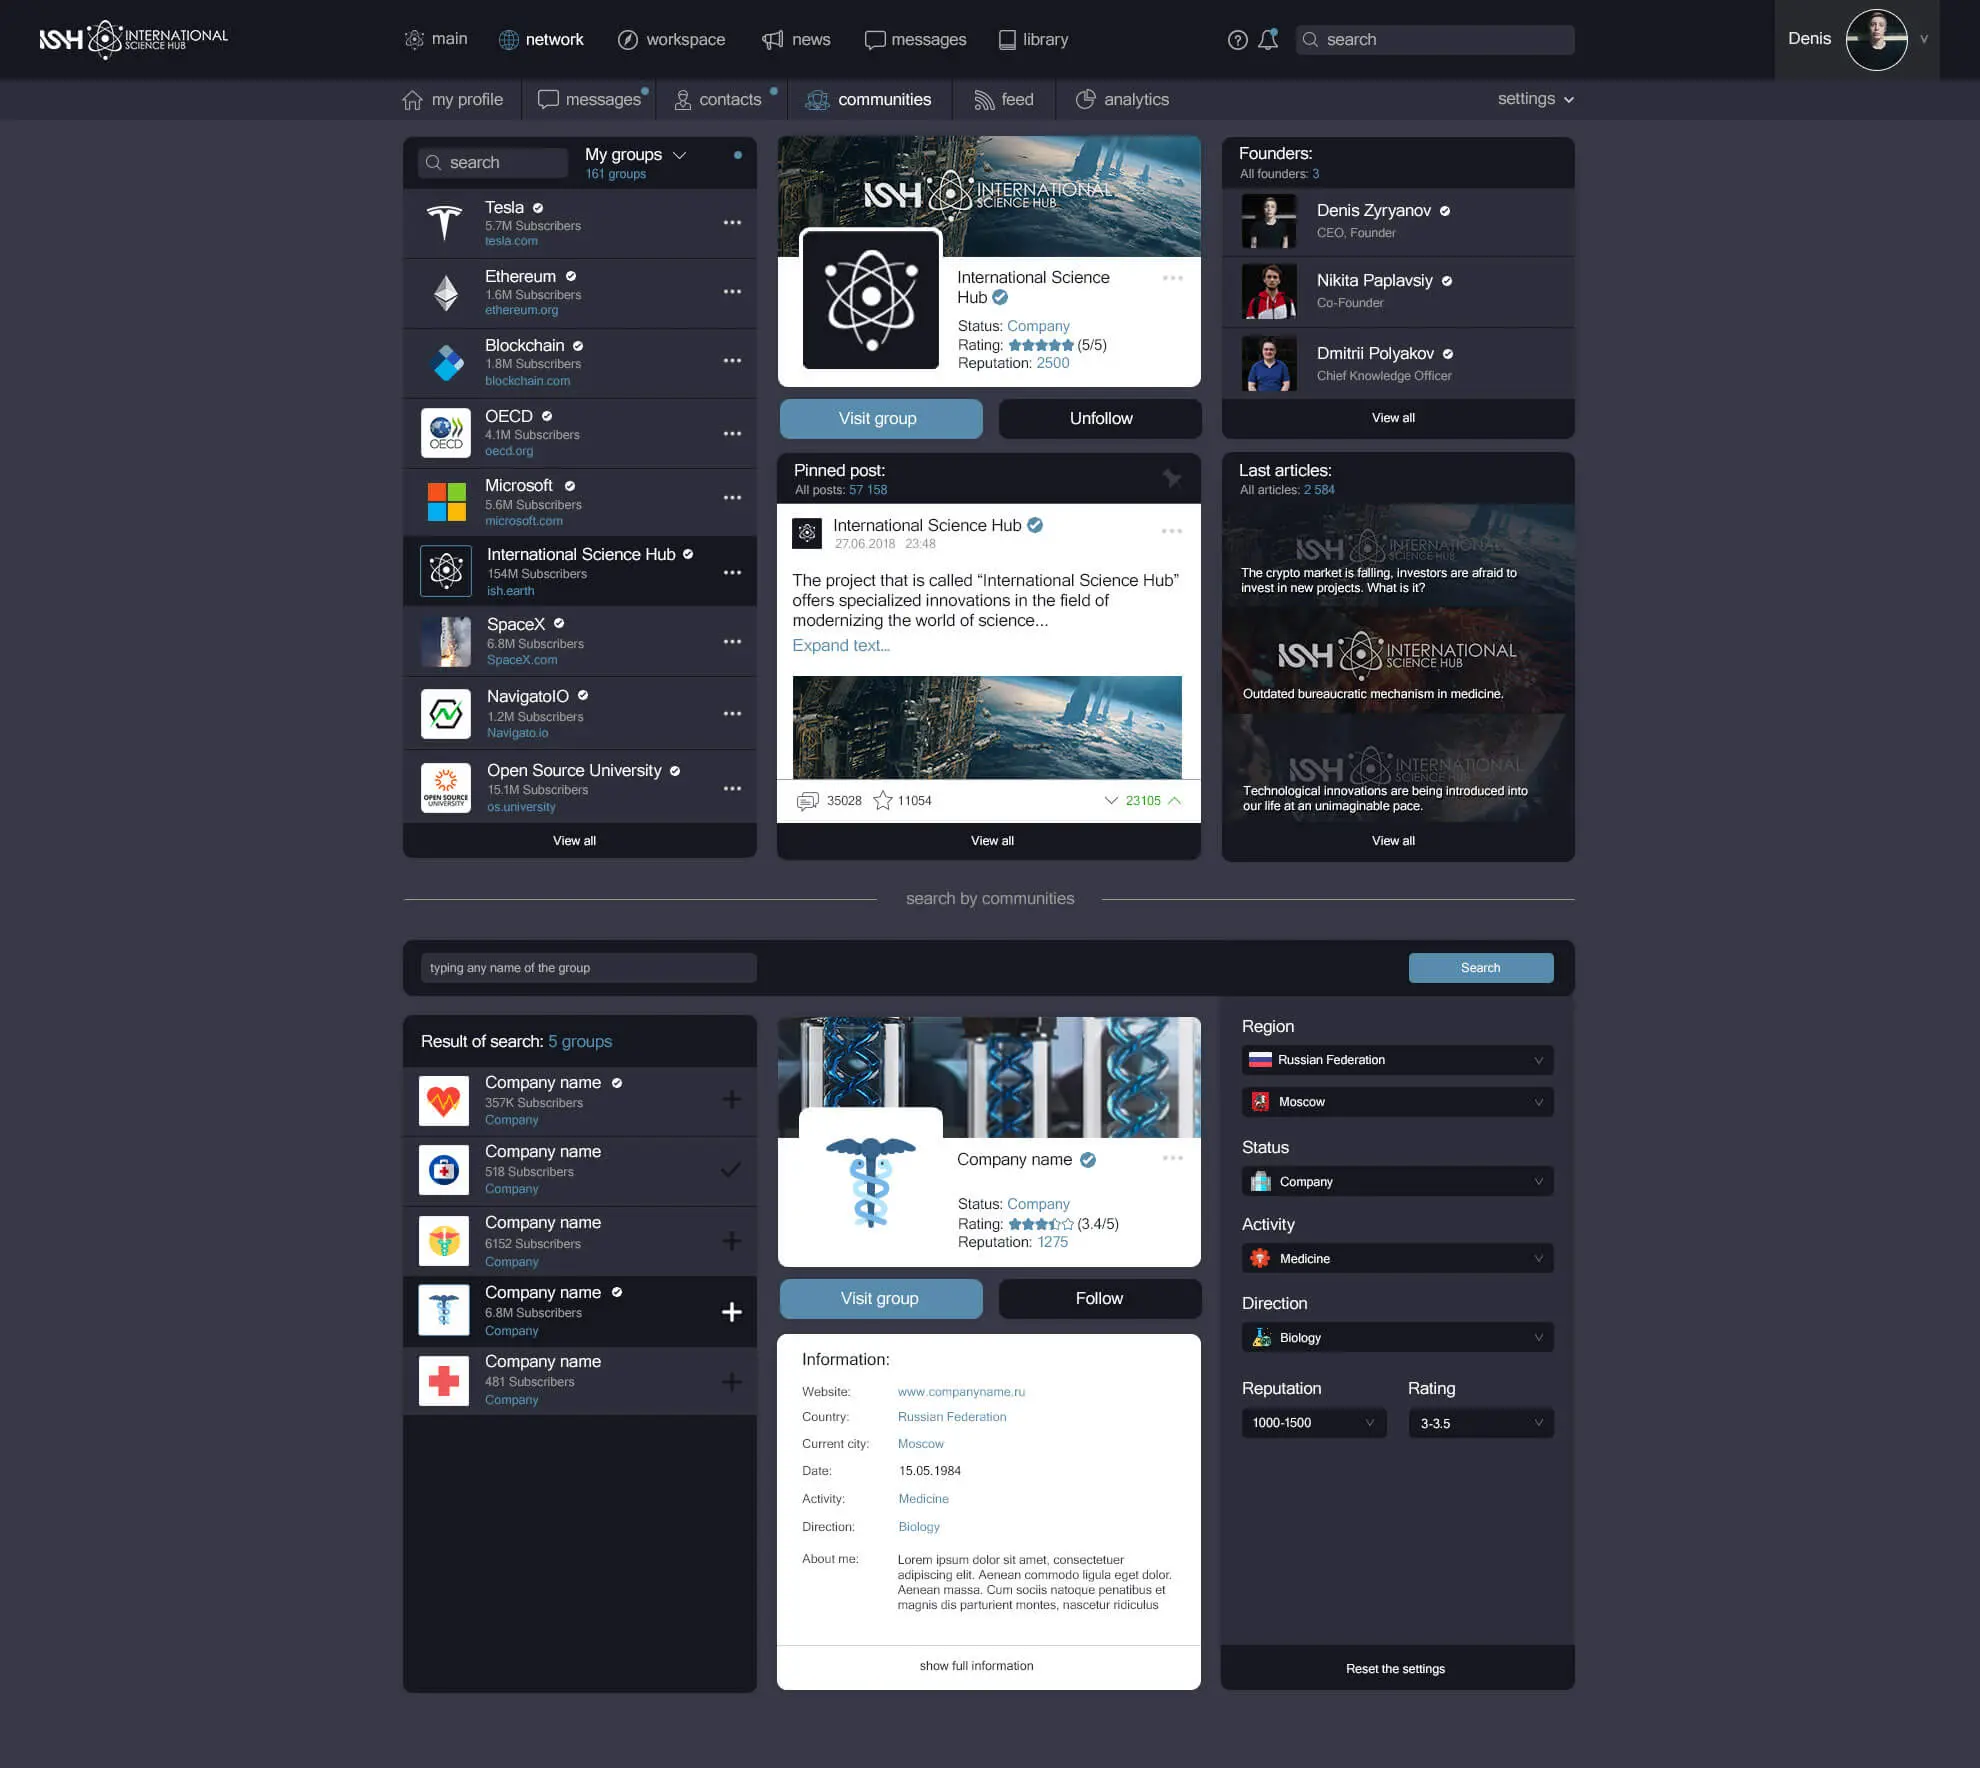 ISH INTERNATIONAL
SCIENCE HUB
main
network
workspace
news
messages
library
search
Denis
my profile
messages
contacts
communities
feed
analytics
settings
search
My groups
161 groups
Tesla
5.7M Subscribers
tesla.com
Ethereum
1.6M Subscribers
ethereum.org
Blockchain
1.8M Subscribers
blockchain.com
OECD
OECD
4.1M Subscribers
oecd.org
Microsoft
5.6M Subscribers
microsoft.com
International Science Hub
154M Subscribers
ish.earth
SpaceX
6.8M Subscribers
SpaceX.com
NavigatoIO
1.2M Subscribers
Navigato.io
OPEN SOURCE
UNIVERSITY
Open Source University
15.1M Subscribers
os.university
View all
ISH INTERNATIONAL
SCIENCE HUB
International Science
Hub
Status: Company
Rating: (5/5)
Reputation: 2500
Visit group
Unfollow
Pinned post:
All posts: 57 158
International Science Hub
27.06.2018 23:48
The project that is called “International Science Hub”
offers specialized innovations in the field of
modernizing the world of science...
Expand text...
35028
11054
23105
View all
Founders:
All founders: 3
Denis Zyryanov
CEO, Founder
Nikita Paplavsiy
Co-Founder
Dmitrii Polyakov
Chief Knowledge Officer
View all
Last articles:
All articles: 2 584
ISH INTERNATIONAL
SCIENCE HUB
The crypto market is falling, investors are afraid to
invest in new projects. What is it?
ISH INTERNATIONAL
SCIENCE HUB
Outdated bureaucratic mechanism in medicine.
ISH INTERNATIONAL
SCIENCE HUB
Technological innovations are being introduced into
our life at an unimaginable pace.
View all
search by communities
typing any name of the group
Search
Result of search: 5 groups
Company name
357K Subscribers
Company
Company name
518 Subscribers
Company
Company name
6152 Subscribers
Company
Company name
6.8M Subscribers
Company
Company name
481 Subscribers
Company
Company name
Status: Company
Rating: (3.4/5)
Reputation: 1275
Visit group
Follow
Information:
Website: www.companyname.ru
Country: Russian Federation
Current city: Moscow
Date: 15.05.1984
Activity: Medicine
Direction: Biology
About me: Lorem ipsum dolor sit amet, consectetuer
adipiscing elit. Aenean commodo ligula eget dolor.
Aenean massa. Cum sociis natoque penatibus et
magnis dis parturient montes, nascetur ridiculus
show full information
Region
Russian Federation
Moscow
Status
Company
Activity
Medicine
Direction
Biology
Reputation
Rating
1000-1500
3-3.5
Reset the settings